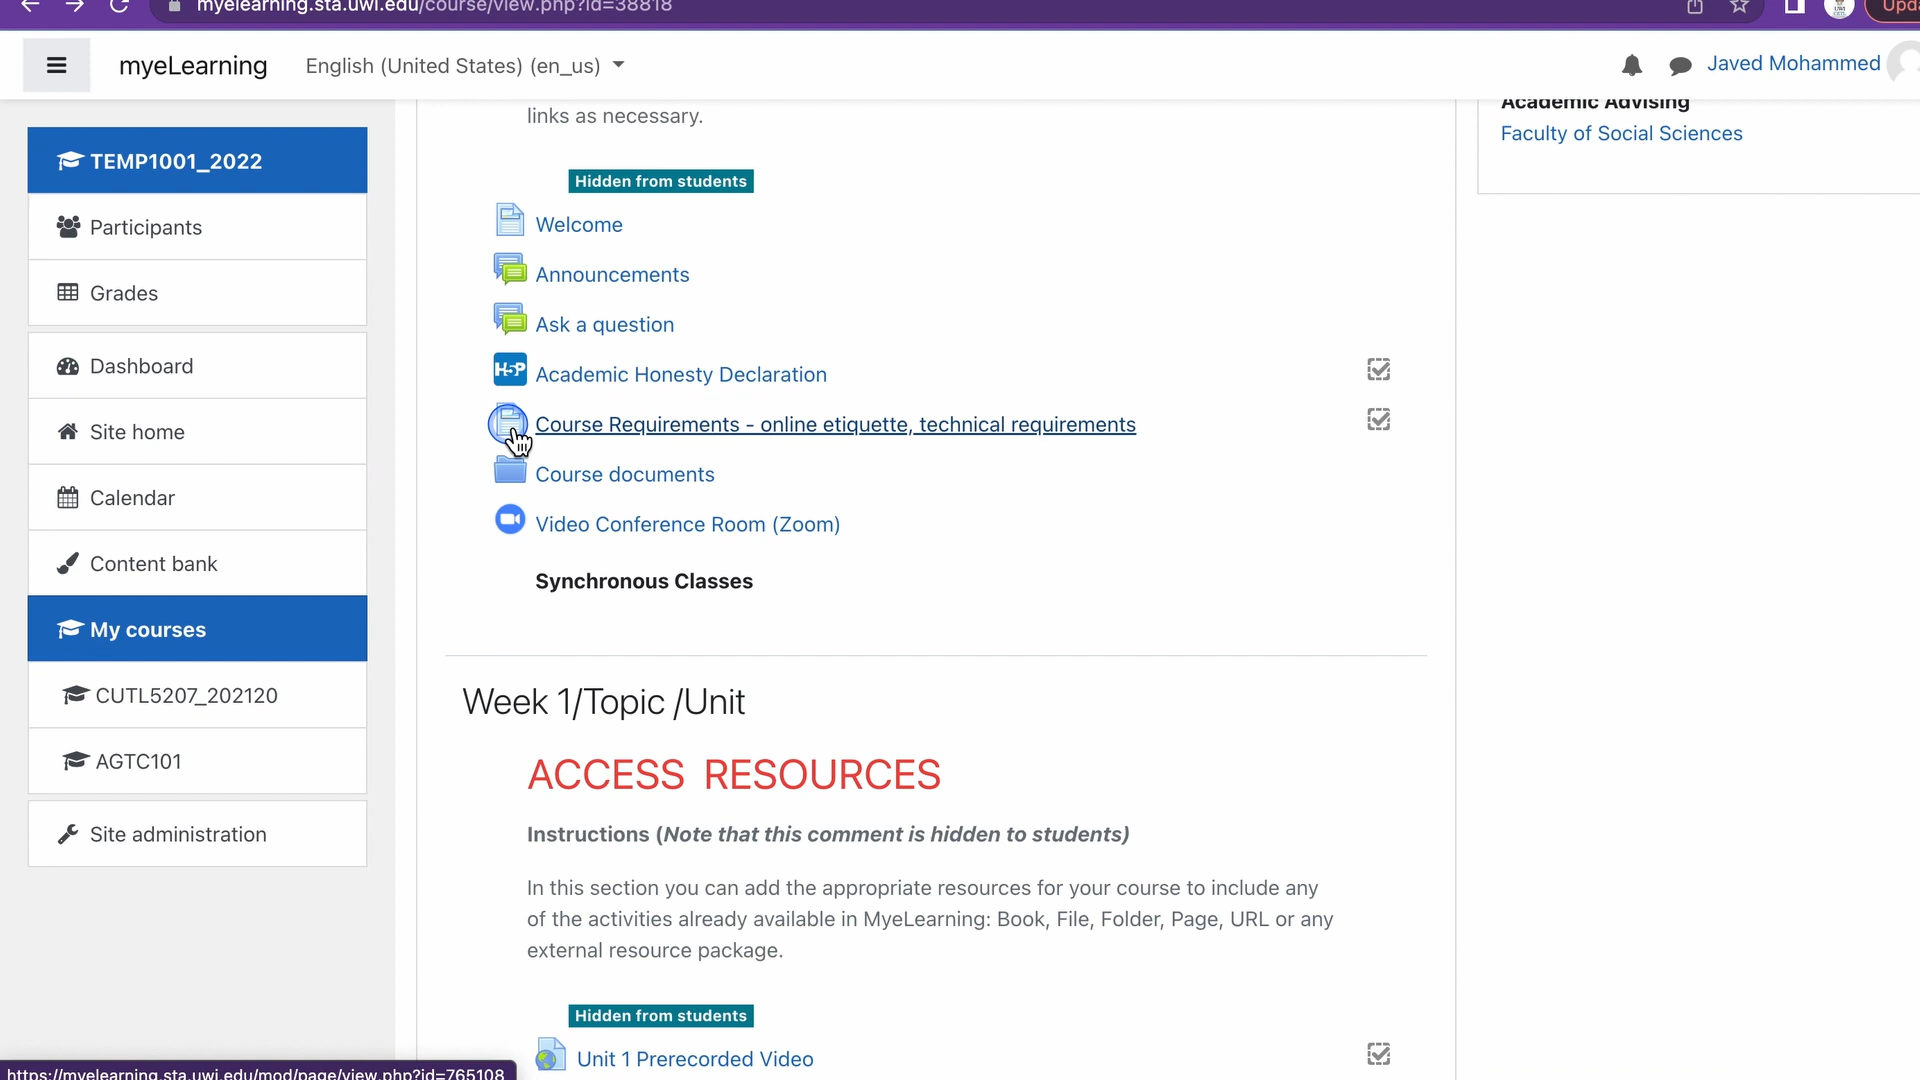 myelearning.sta.uwi.edu/course/view.php?id=38818
Upda
myeLearning
English (United States) (en_us)
Javed Mohammed
TEMP1001_2022
Participants
Grades
Dashboard
Site home
Calendar
Content bank
My courses
CUTL5207_202120
AGTC101
Site administration
links as necessary.
Hidden from students
Welcome
Announcements
Ask a question
H5P
Academic Honesty Declaration
Course Requirements - online etiquette, technical requirements
Course documents
Video Conference Room (Zoom)
Synchronous Classes
Week 1/Topic /Unit
ACCESS RESOURCES
Instructions (Note that this comment is hidden to students)
In this section you can add the appropriate resources for your course to include any
of the activities already available in MyeLearning: Book, File, Folder, Page, URL or any
external resource package.
Hidden from students
Unit 1 Prerecorded Video
Academic Advising
Faculty of Social Sciences
https://myelearning.sta.uwi.edu/mod/page/view.php?id=765108